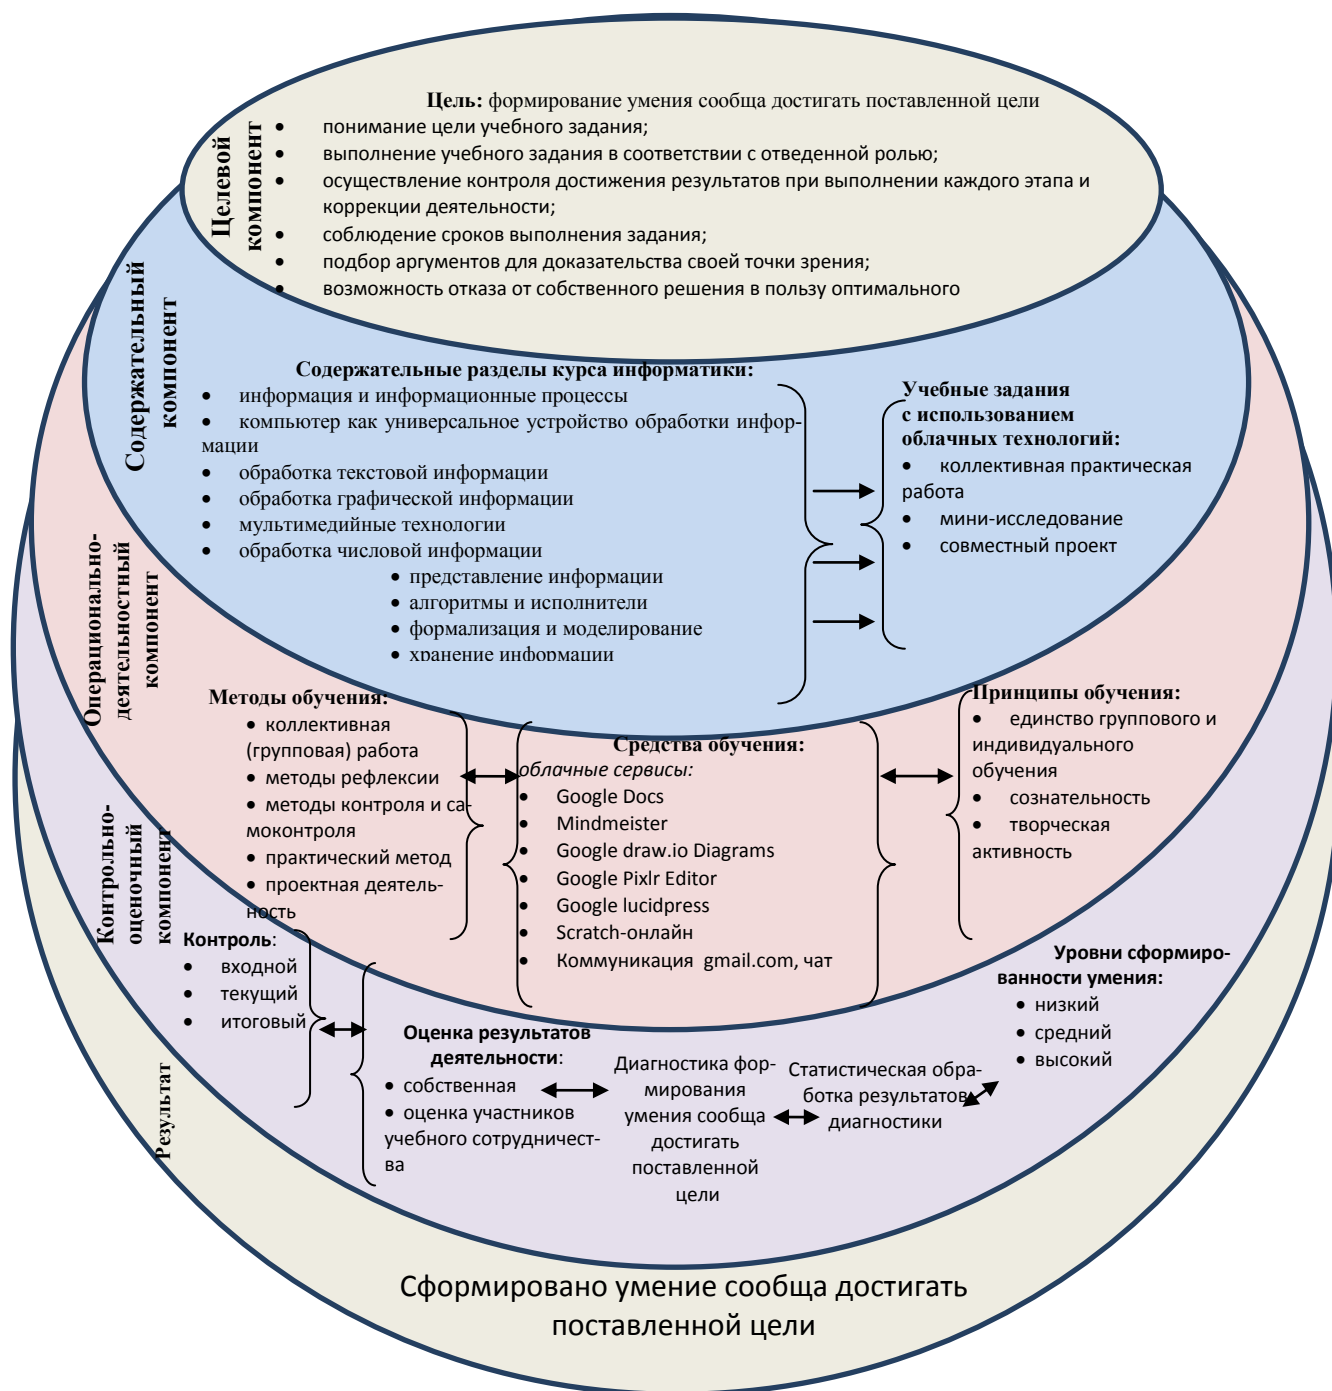 Цель: формирование умения сообща достигать поставленной цели
• понимание цели учебного задания;
• выполнение учебного задания в соответствии с отведенной ролью;
• осуществление контроля достижения результатов при выполнении каждого этапа и
коррекции деятельности;
• соблюдение сроков выполнения задания;
• подбор аргументов для доказательства своей точки зрения;
• возможность отказа от собственного решения в пользу оптимального
Целевой
компонент
Содержательный
компонент
Содержательные разделы курса информатики:
• информация и информационные процессы
• компьютер как универсальное устройство обработки инфор-
мации
• обработка текстовой информации
• обработка графической информации
• мультимедийные технологии
• обработка числовой информации
• представление информации
• алгоритмы и исполнители
• формализация и моделирование
• хранение информации
Учебные задания
с использованием
облачных технологий:
• коллективная практическая
работа
• мини-исследование
• совместный проект
Операционально-
деятельностный
компонент
Методы обучения:
• коллективная
(групповая) работа
• методы рефлексии
• методы контроля и са-
моконтроля
• практический метод
• проектная деятель-
ность
Средства обучения:
облачные сервисы:
• Google Docs
• Mindmeister
• Google draw.io Diagrams
• Google Pixlr Editor
• Google lucidpress
• Scratch-онлайн
• Коммуникация gmail.com, чат
Принципы обучения:
• единство группового и
индивидуального
обучения
• сознательность
• творческая
активность
Контрольно-
оценочный
компонент
Контроль:
• входной
• текущий
• итоговый
Оценка результатов
деятельности:
• собственная
• оценка участников
учебного сотрудничест-
ва
Диагностика фор-
мирования
умения сообща
достигать
поставленной
цели
Статистическая обра-
ботка результатов
диагностики
Уровни сформиро-
ванности умения:
• низкий
• средний
• высокий
Результат
Сформировано умение сообща достигать
поставленной цели